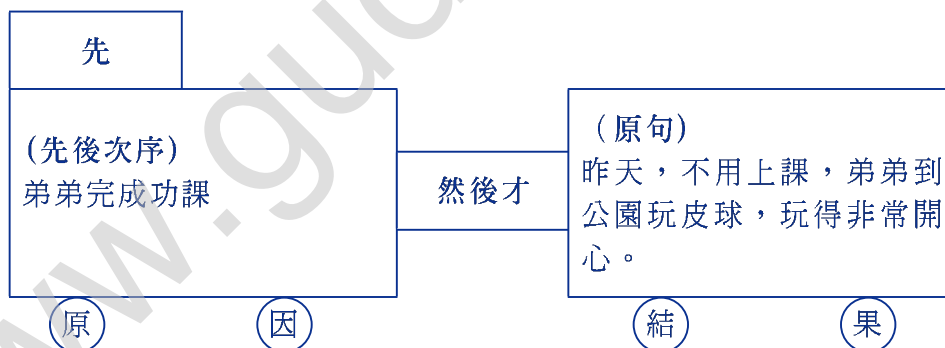 先
(先後次序)
弟弟完成功課
然後才
（原句)
昨天，不用上課，弟弟到
公園玩皮球，玩得非常開
心。
原 因
結 果
www.guc